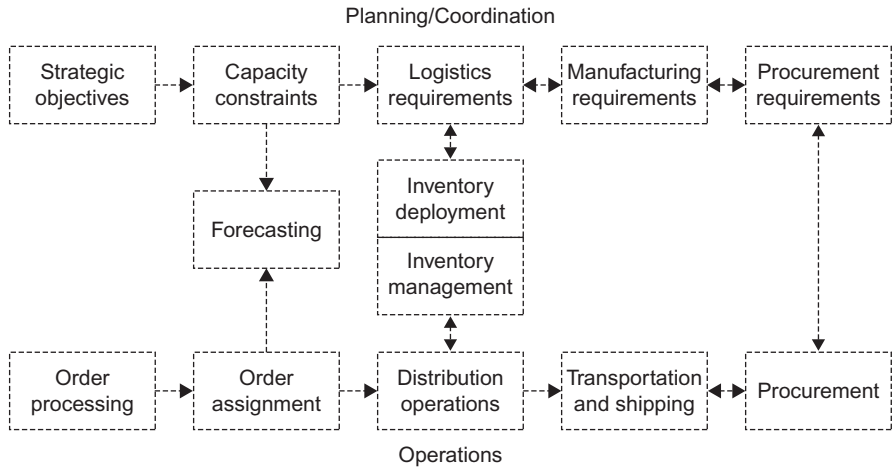 Planning/Coordination
Strategic
objectives
Capacity
constraints
Logistics
requirements
Manufacturing
requirements
Procurement
requirements
Forecasting
Inventory
deployment
Inventory
management
Order
processing
Order
assignment
Distribution
operations
Transportation
and shipping
Procurement
Operations